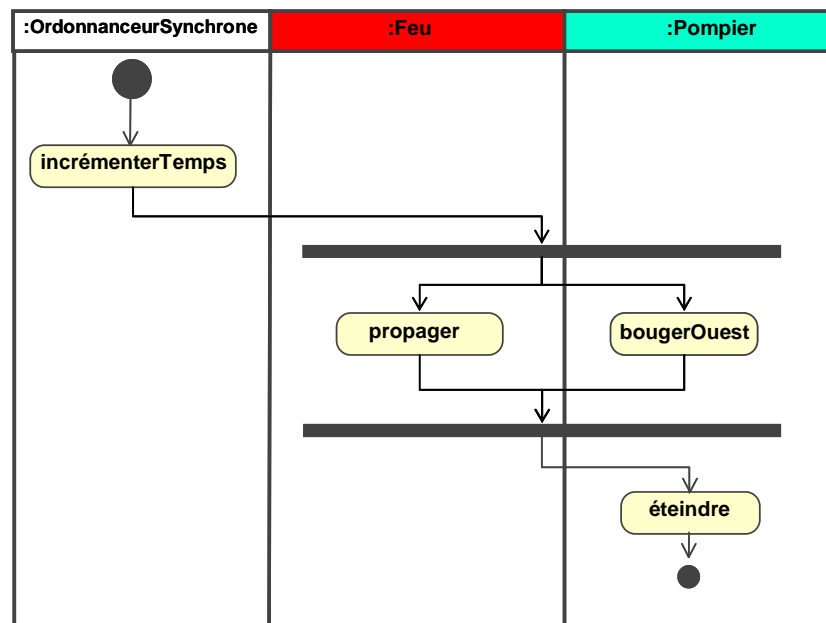 :OrdonnanceurSynchrone :Feu :Pompier
incrémenterTemps
propager bougerOuest
éteindre